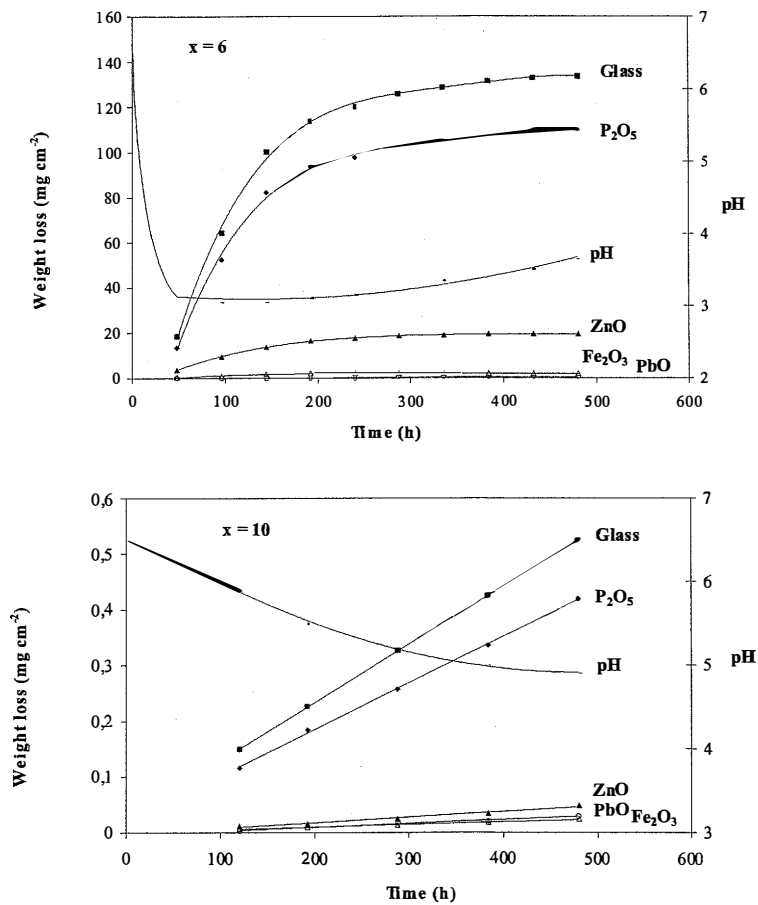 160
140
120
100
80
60
40
20
0
Weight loss (mg cm⁻²)
x = 6
Glass
P₂O₅
pH
ZnO
Fe₂O₃ PbO
7
6
5
4
3
2
pH
0 100 200 300 400 500 600
Time (h)
0,6
0,5
0,4
0,3
0,2
0,1
0
Weight loss (mg cm⁻²)
x = 10
Glass
P₂O₅
pH
ZnO
PbO Fe₂O₃
7
6
5
4
3
pH
0 100 200 300 400 500 600
Time (h)